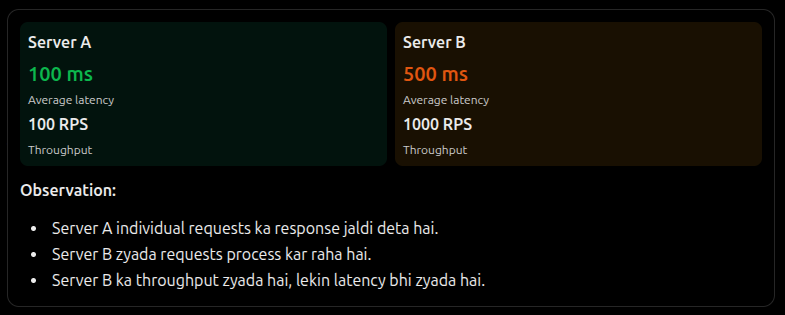 Server A
100 ms
Average latency
100 RPS
Throughput
Server B
500 ms
Average latency
1000 RPS
Throughput
Observation:
• Server A individual requests ka response jaldi deta hai.
• Server B zyada requests process kar raha hai.
• Server B ka throughput zyada hai, lekin latency bhi zyada hai.